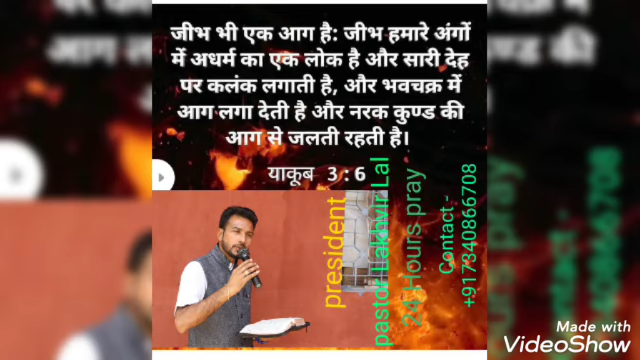 जीभ भी एक आग है: जीभ हमारे अंगों
में अधर्म का एक लोक है और सारी देह
पर कलंक लगाती है, और भवचक्र में
आग लगा देती है और नरक कुण्ड की
आग से जलती रहती है।
याकूब 3 : 6
president
pastor Lakhvir Lal
24 Hours pray
Contact -
+917340866708
Made with
VideoShow